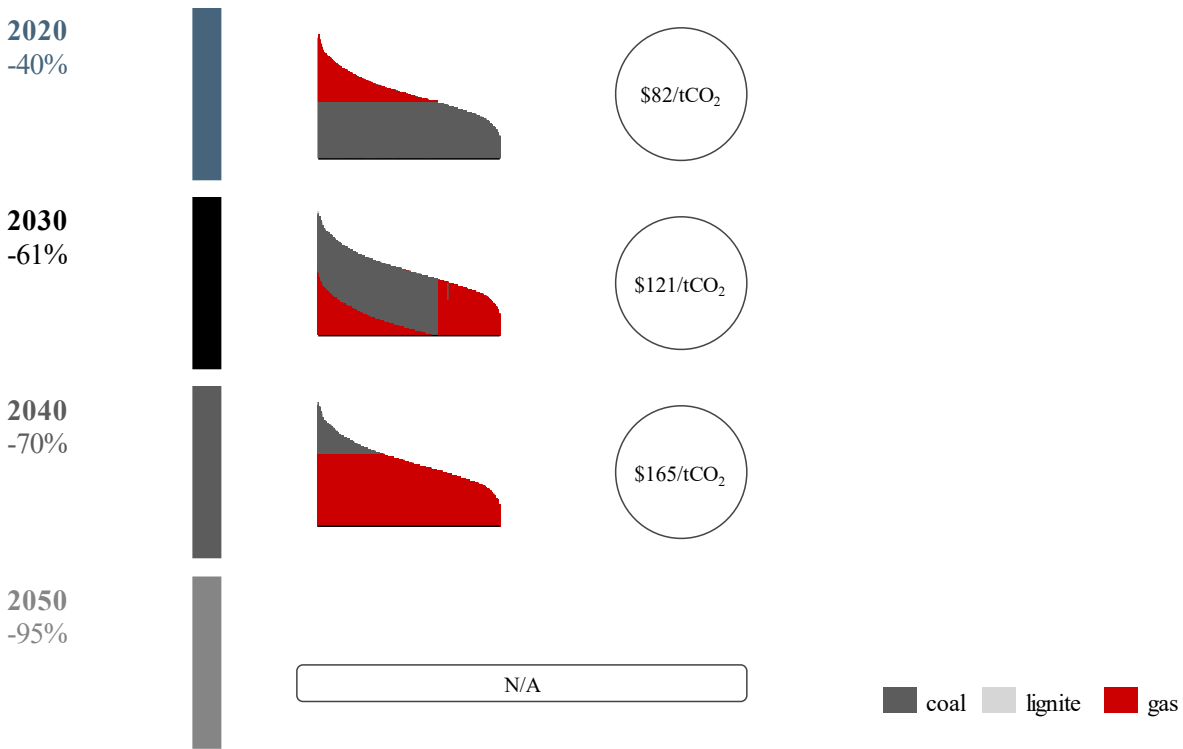 2020
-40%
$82/tCO₂
2030
-61%
$121/tCO₂
2040
-70%
$165/tCO₂
2050
-95%
N/A
coal lignite gas